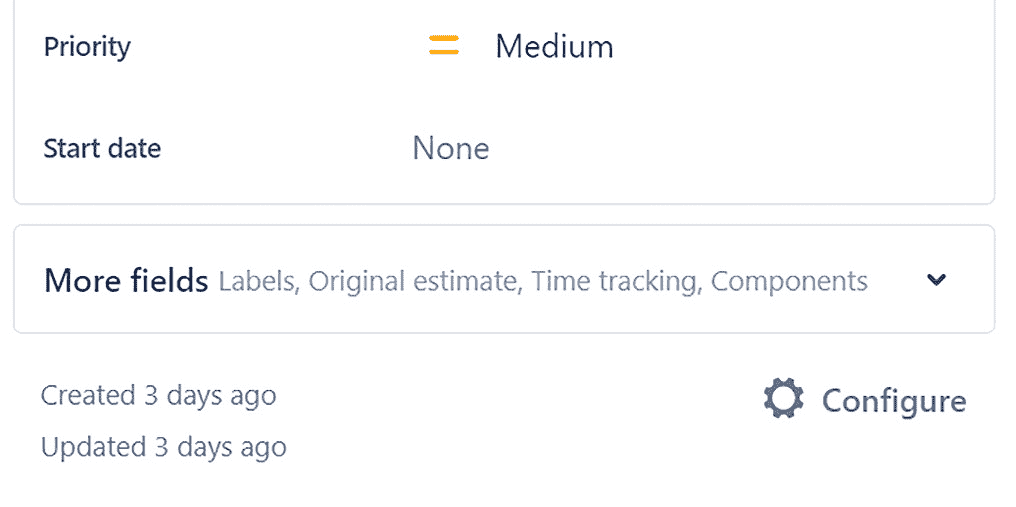 Priority Medium
Start date None
More fields Labels, Original estimate, Time tracking, Components
Created 3 days ago Configure
Updated 3 days ago